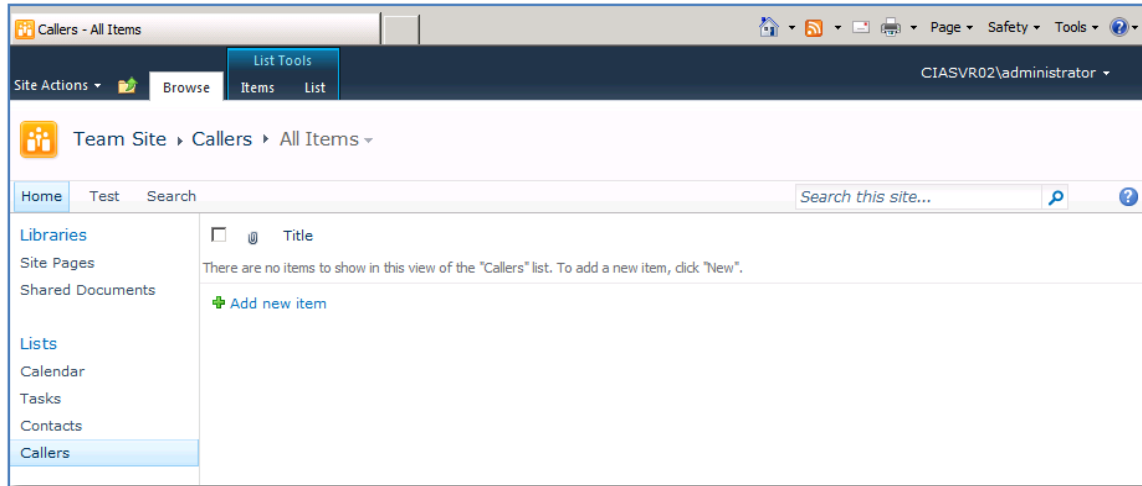 Callers - All Items
Page Safety Tools
List Tools
Site Actions Browse Items List
CIASVR02\administrator
Team Site Callers All Items
Home Test Search
Search this site...
Libraries
Site Pages
Shared Documents
Lists
Calendar
Tasks
Contacts
Callers
Title
There are no items to show in this view of the "Callers" list. To add a new item, click "New".
Add new item